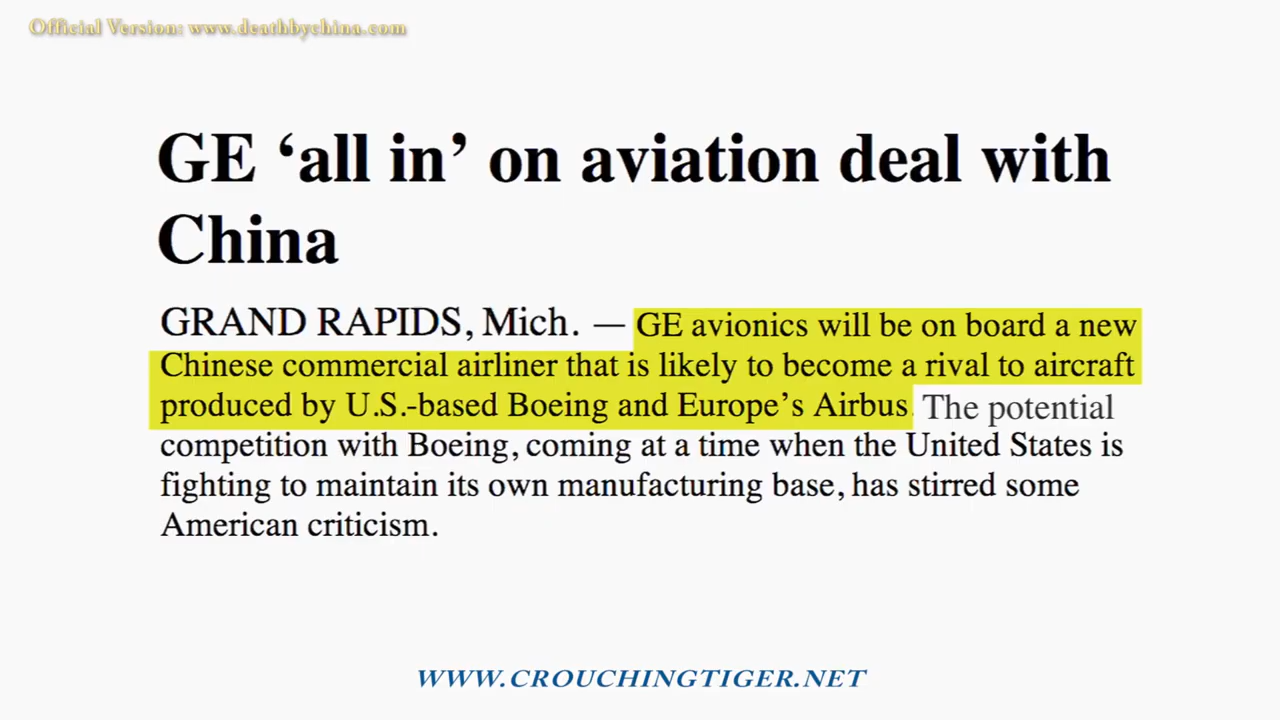 Official Version: www.deathbychina.com
GE ‘all in’ on aviation deal with
China
GRAND RAPIDS, Mich. — GE avionics will be on board a new
Chinese commercial airliner that is likely to become a rival to aircraft
produced by U.S.-based Boeing and Europe’s Airbus. The potential
competition with Boeing, coming at a time when the United States is
fighting to maintain its own manufacturing base, has stirred some
American criticism.
WWW.CROUCHINGTIGER.NET